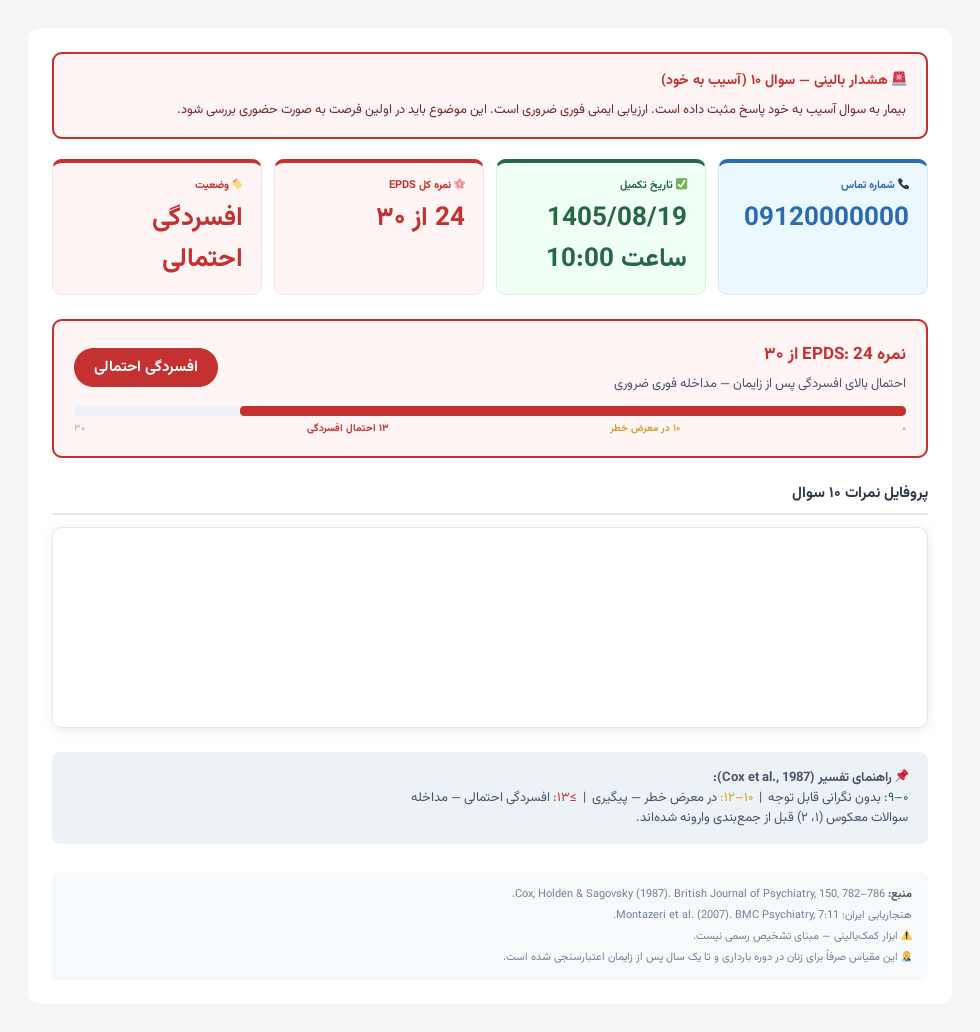 🚨 هشدار بالینی — سوال ۱۰ (آسیب به خود)
بیمار به سوال آسیب به خود پاسخ مثبت داده است. ارزیابی ایمنی فوری ضروری است. این موضوع باید در اولین فرصت به صورت حضوری بررسی شود.
📞 شماره تماس
09120000000
✅ تاریخ تکمیل
1405/08/19
ساعت 10:00
🌸 نمره کل EPDS
24 از ۳۰
🏷️ وضعیت
افسردگی
احتمالی
نمره EPDS: 24 از ۳۰
احتمال بالای افسردگی پس از زایمان — مداخله فوری ضروری
افسردگی احتمالی
۰
۱۰ در معرض خطر
۱۳ احتمال افسردگی
۳۰
پروفایل نمرات ۱۰ سوال
📌 راهنمای تفسیر (Cox et al., 1987):
۰–۹: بدون نگرانی قابل توجه | ۱۰–۱۲: در معرض خطر — پیگیری | ≥۱۳: افسردگی احتمالی — مداخله
سوالات معکوس (۱، ۲) قبل از جمع‌بندی وارونه شده‌اند.
منبع: Cox, Holden & Sagovsky (1987). British Journal of Psychiatry, 150, 782–786.
هنجاریابی ایران: Montazeri et al. (2007). BMC Psychiatry, 7:11.
⚠️ ابزار کمک‌بالینی — مبنای تشخیص رسمی نیست.
🤱 این مقیاس صرفاً برای زنان در دوره بارداری و تا یک سال پس از زایمان اعتبارسنجی شده است.